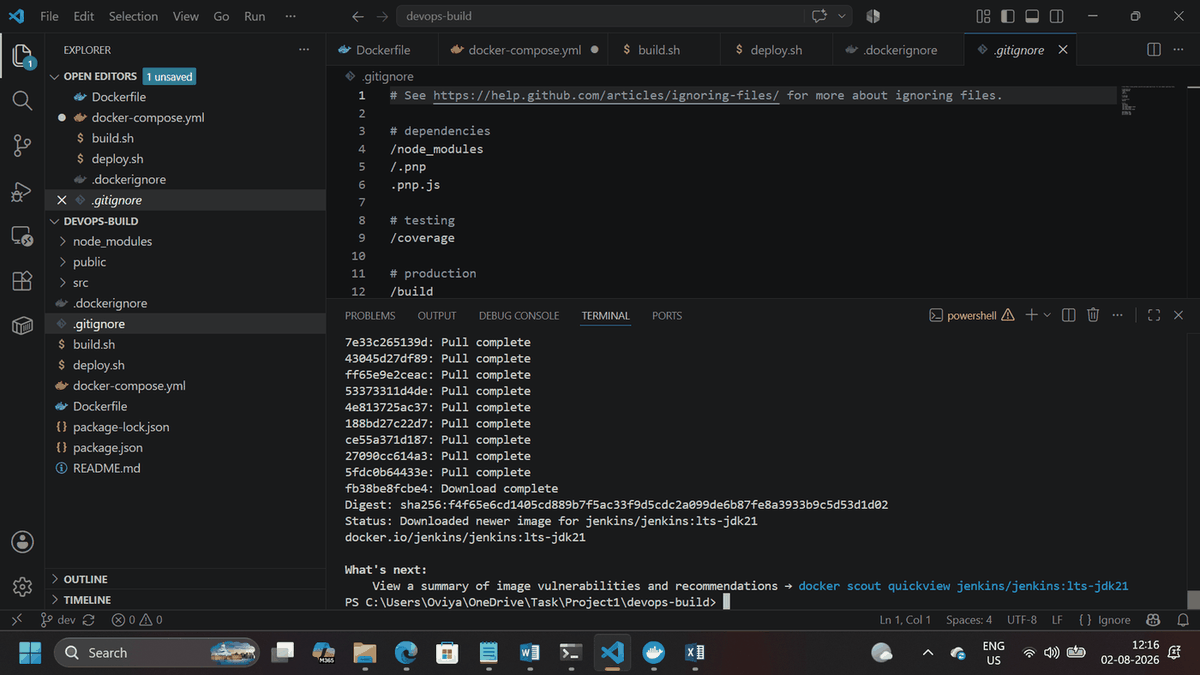 File Edit Selection View Go Run ···
devops-build
EXPLORER ···
OPEN EDITORS 1 unsaved
Dockerfile
docker-compose.yml
$ build.sh
$ deploy.sh
.dockerignore
.gitignore
DEVOPS-BUILD
node_modules
public
src
.dockerignore
.gitignore
$ build.sh
$ deploy.sh
docker-compose.yml
Dockerfile
{} package-lock.json
{} package.json
README.md
OUTLINE
TIMELINE
Dockerfile docker-compose.yml $ build.sh $ deploy.sh .dockerignore .gitignore
.gitignore
1 # See https://help.github.com/articles/ignoring-files/ for more about ignoring files.
2
3 # dependencies
4 /node_modules
5 /.pnp
6 .pnp.js
7
8 # testing
9 /coverage
10
11 # production
12 /build
PROBLEMS OUTPUT DEBUG CONSOLE TERMINAL PORTS
powershell
7e33c265139d: Pull complete
43045d27df89: Pull complete
ff65e9e2ceac: Pull complete
53373311d4de: Pull complete
4e813725ac37: Pull complete
188bd27c22d7: Pull complete
ce55a371d187: Pull complete
27090cc614a3: Pull complete
5fdc0b64433e: Pull complete
fb38be8fcbe4: Download complete
Digest: sha256:f4f65e6cd1405cd889b7f5ac33f9d5cdc2a099de6b87fe8a3933b9c5d53d1d02
Status: Downloaded newer image for jenkins/jenkins:lts-jdk21
docker.io/jenkins/jenkins:lts-jdk21
What's next:
View a summary of image vulnerabilities and recommendations → docker scout quickview jenkins/jenkins:lts-jdk21
PS C:\Users\Oviya\OneDrive\Task\Project1\devops-build>
dev 0 0 Ln 1, Col 1 Spaces: 4 UTF-8 LF {} Ignore
Search
M365
ENG
US
12:16
02-08-2026